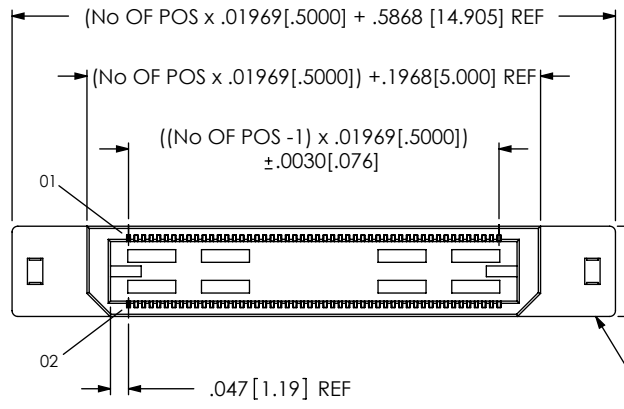 (No OF POS x .01969[.5000] + .5868 [14.905] REF
(No OF POS x .01969[.5000]) +.1968[5.000] REF
((No OF POS -1) x .01969[.5000])
±.0030[.076]
01
02
.047[1.19] REF